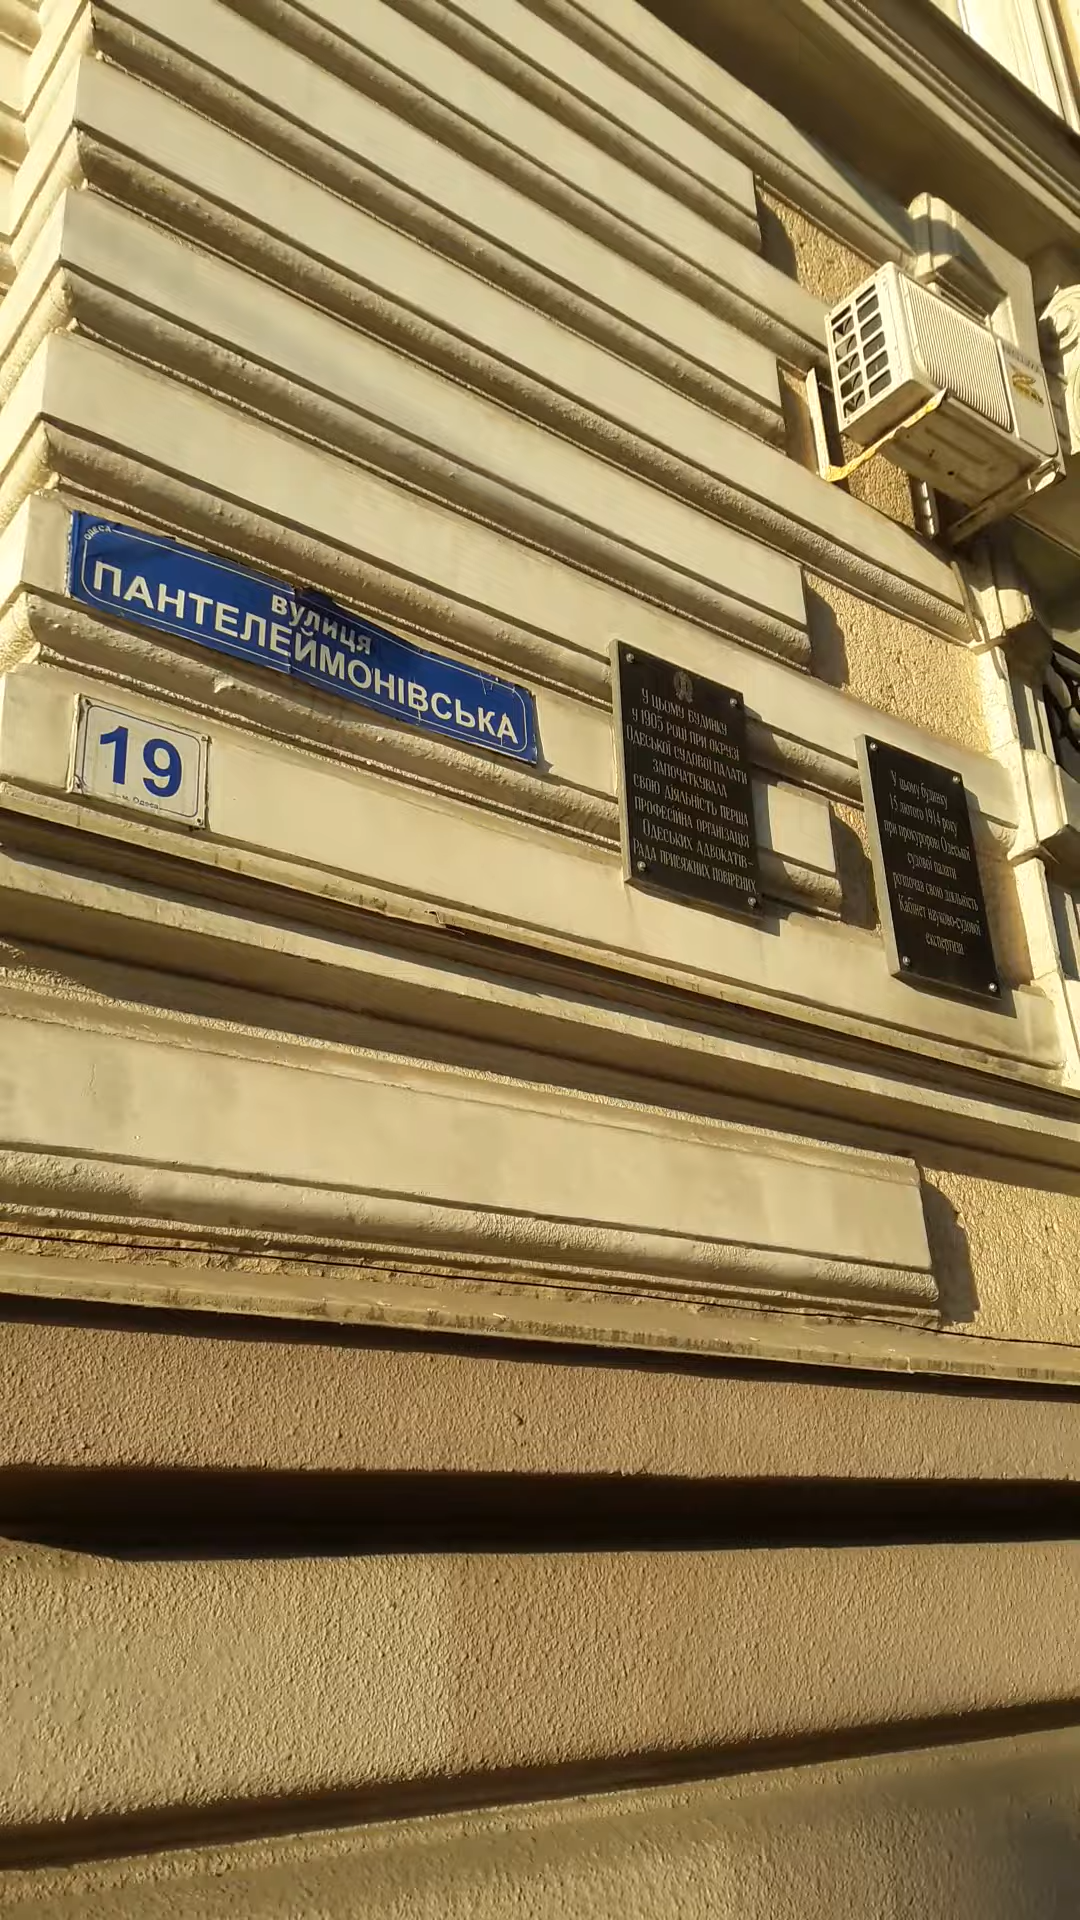 ОДЕСА
вулиця
ПАНТЕЛЕЙМОНІВСЬКА
19
м. Одеса
У ЦЬОМУ БУДИНКУ
У 1905 РОЦІ ПРИ ОКРУЗІ
ОДЕСЬКОЇ СУДОВОЇ ПАЛАТИ
ЗАПОЧАТКУВАЛА
СВОЮ ДІЯЛЬНІСТЬ ПЕРША
ПРОФЕСІЙНА ОРГАНІЗАЦІЯ
ОДЕСЬКИХ АДВОКАТІВ-
РАДА ПРИСЯЖНИХ ПОВІРЕНИХ
У цьому будинку
15 лютого 1914 року
при прокуророві Одеської
судової палати
розпочав свою діяльність
Кабінет науково-судової
експертизи